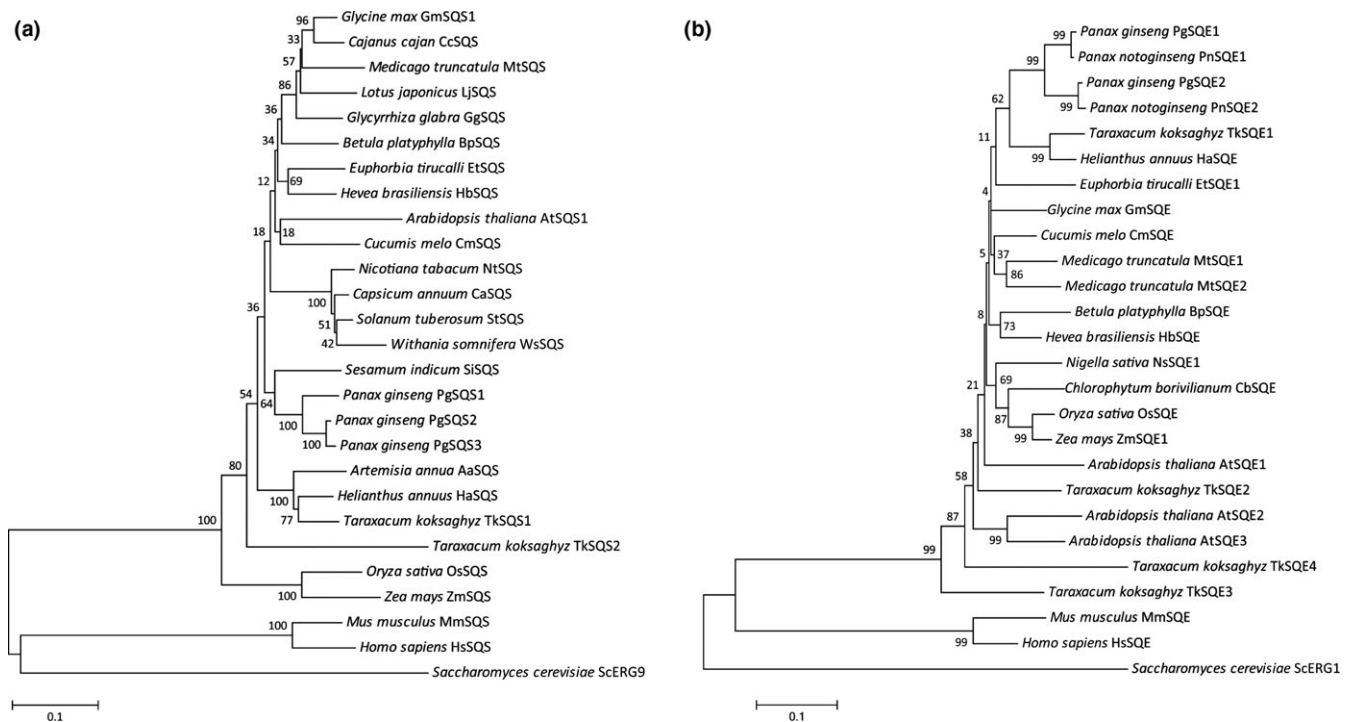 (a)
96
Glycine max GmSQS1
33
Cajanus cajan CcSQS
57
Medicago truncatula MtSQS
86
Lotus japonicus LjSQS
36
Glycyrrhiza glabra GgSQS
34
Betula platyphylla BpSQS
Euphorbia tirucalli EtSQS
12
69
Hevea brasiliensis HbSQS
18
18
Arabidopsis thaliana AtSQS1
Cucumis melo CmSQS
Nicotiana tabacum NtSQS
100
Capsicum annuum CaSQS
36
51
Solanum tuberosum StSQS
42
Withania somnifera WsSQS
Sesamum indicum SiSQS
54
64
Panax ginseng PgSQS1
100
Panax ginseng PgSQS2
100
Panax ginseng PgSQS3
80
Artemisia annua AaSQS
100
Helianthus annuus HaSQS
77
Taraxacum koksaghyz TkSQS1
100
Taraxacum koksaghyz TkSQS2
Oryza sativa OsSQS
100
Zea mays ZmSQS
100
Mus musculus MmSQS
Homo sapiens HsSQS
Saccharomyces cerevisiae ScERG9
0.1
(b)
99
Panax ginseng PgSQE1
99
Panax notoginseng PnSQE1
Panax ginseng PgSQE2
62
99
Panax notoginseng PnSQE2
11
Taraxacum koksaghyz TkSQE1
99
Helianthus annuus HaSQE
4
Euphorbia tirucalli EtSQE1
Glycine max GmSQE
Cucumis melo CmSQE
5
37
Medicago truncatula MtSQE1
86
Medicago truncatula MtSQE2
8
Betula platyphylla BpSQE
73
Hevea brasiliensis HbSQE
Nigella sativa NsSQE1
21
69
Chlorophytum borivilianum CbSQE
87
Oryza sativa OsSQE
99
Zea mays ZmSQE1
38
Arabidopsis thaliana AtSQE1
58
Taraxacum koksaghyz TkSQE2
87
Arabidopsis thaliana AtSQE2
99
Arabidopsis thaliana AtSQE3
99
Taraxacum koksaghyz TkSQE4
Taraxacum koksaghyz TkSQE3
Mus musculus MmSQE
99
Homo sapiens HsSQE
Saccharomyces cerevisiae ScERG1
0.1